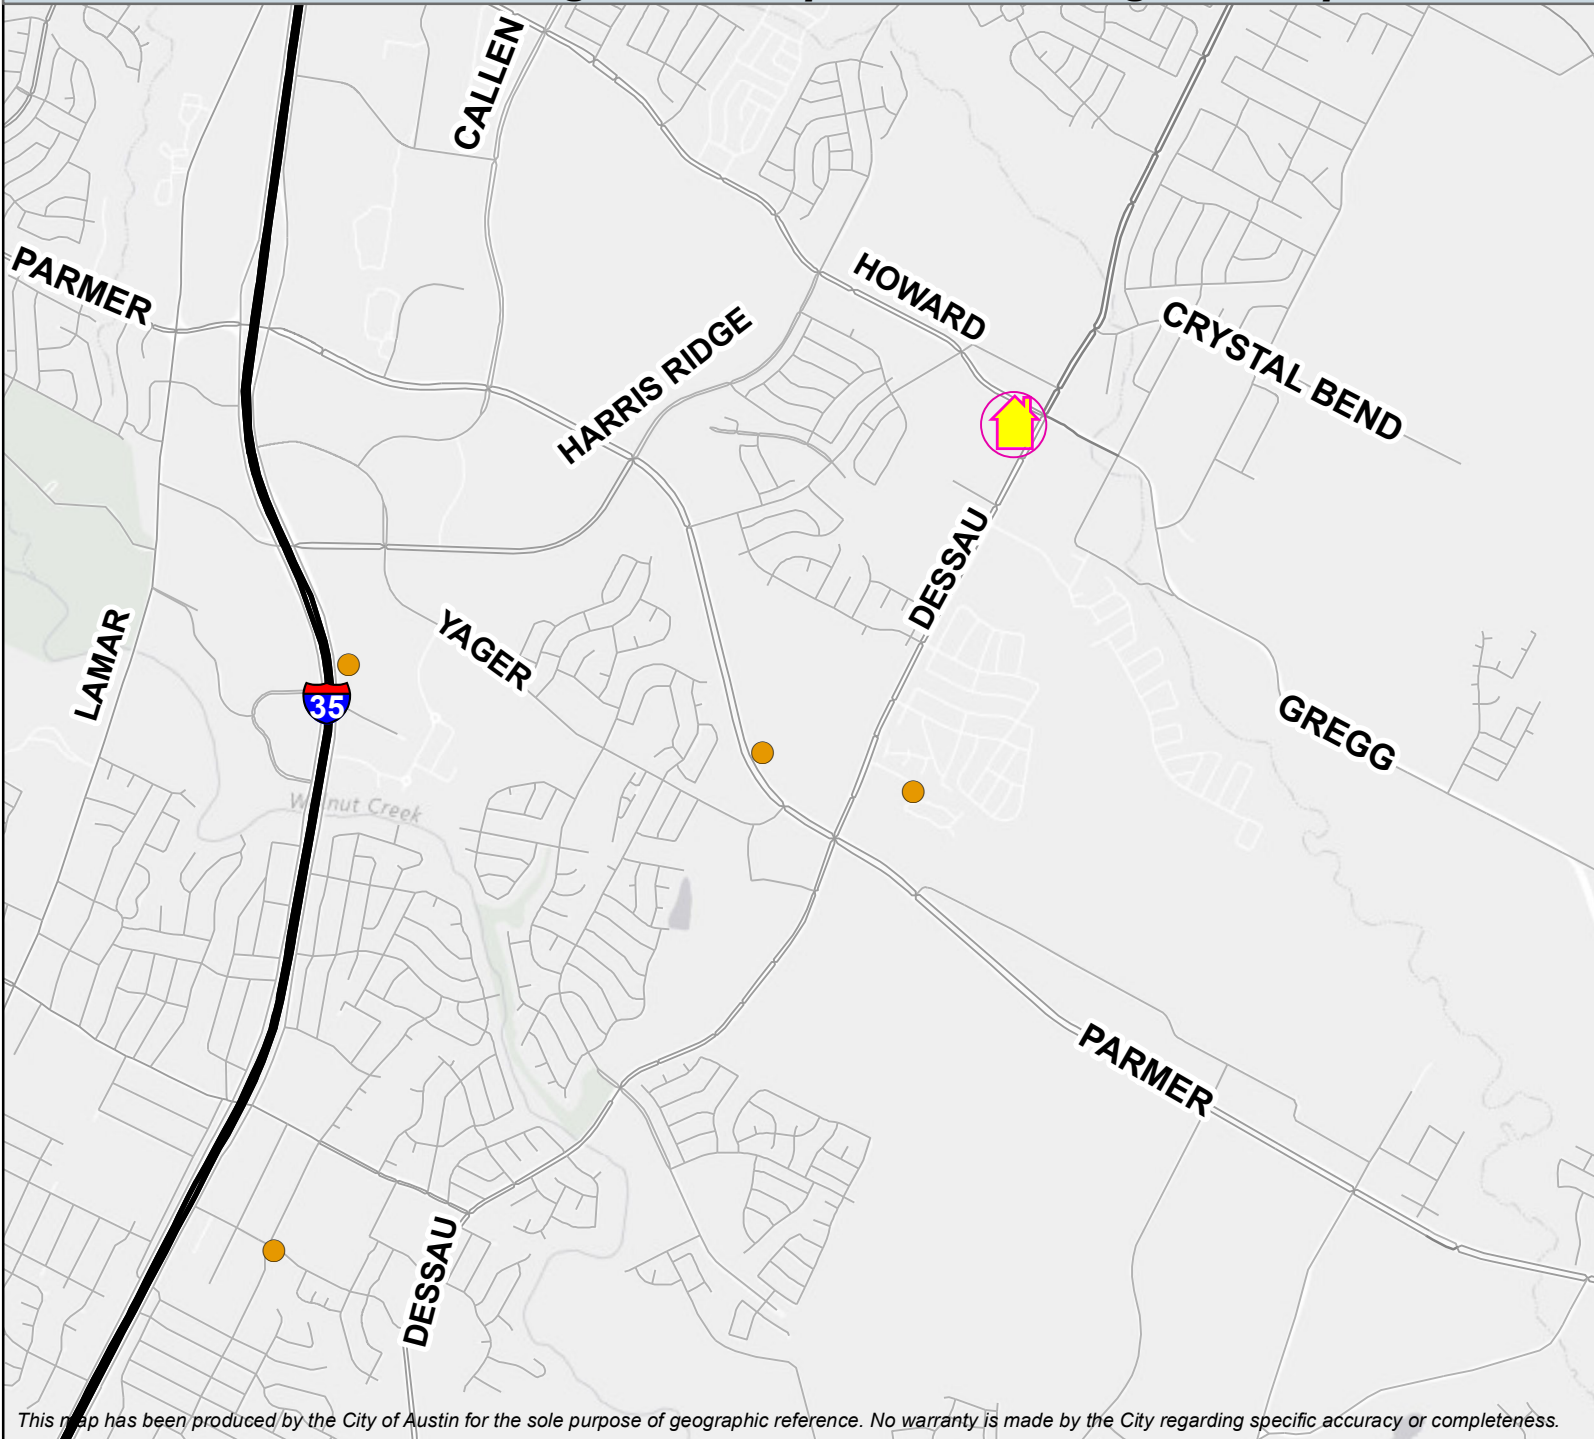 CALLEN
PARMER
HOWARD
CRYSTAL BEND
HARRIS RIDGE
DESSAU
LAMAR
YAGER
35
GREGG
Walnut Creek
PARMER
DESSAU
This map has been produced by the City of Austin for the sole purpose of geographic reference. No warranty is made by the City regarding specific accuracy or completeness.